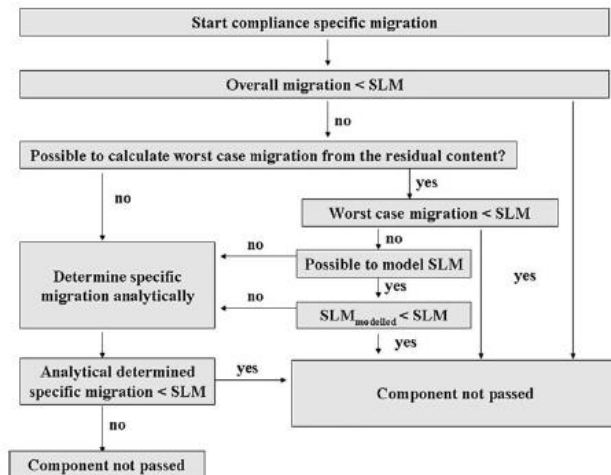 Start compliance specific migration
Overall migration < SLM
no
Possible to calculate worst case migration from the residual content?
yes
no
Worst case migration < SLM
no
no
Possible to model SLM
yes
Determine specific
migration analytically
yes
no
SLMmodelled < SLM
yes
Analytical determined
specific migration < SLM
yes
Component not passed
no
Component not passed